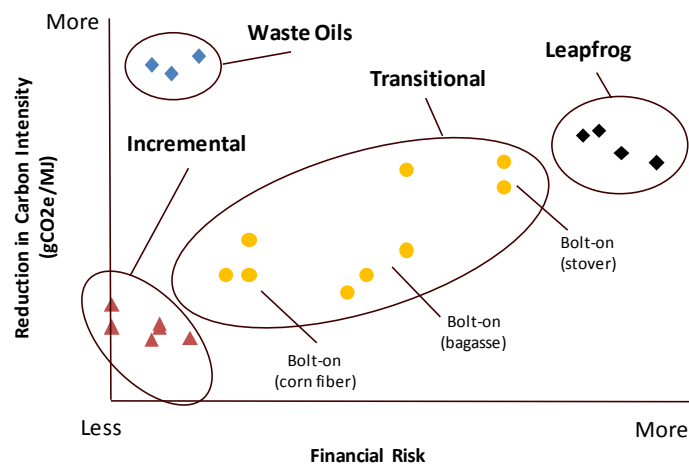 More
Waste Oils
Leapfrog
Transitional
Incremental
Reduction in Carbon Intensity
(gCO2e/MJ)
Bolt-on
(stover)
Bolt-on
(bagasse)
Bolt-on
(corn fiber)
Less
More
Financial Risk